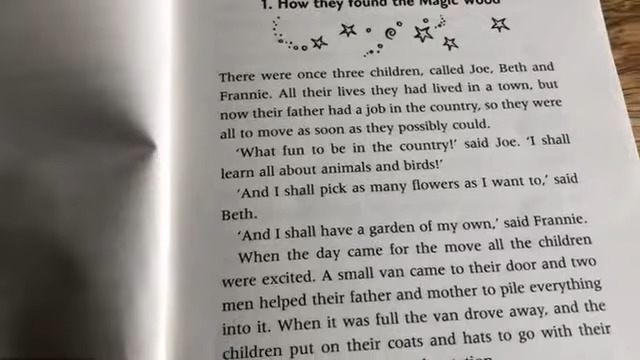 1. How they found the Magic Wood
There were once three children, called Joe, Beth and
Frannie. All their lives they had lived in a town, but
now their father had a job in the country, so they were
all to move as soon as they possibly could.
'What fun to be in the country!' said Joe. 'I shall
learn all about animals and birds!'
'And I shall pick as many flowers as I want to,' said
Beth.
'And I shall have a garden of my own,' said Frannie.
When the day came for the move all the children
were excited. A small van came to their door and two
men helped their father and mother to pile everything
into it. When it was full the van drove away, and the
children put on their coats and hats to go with their